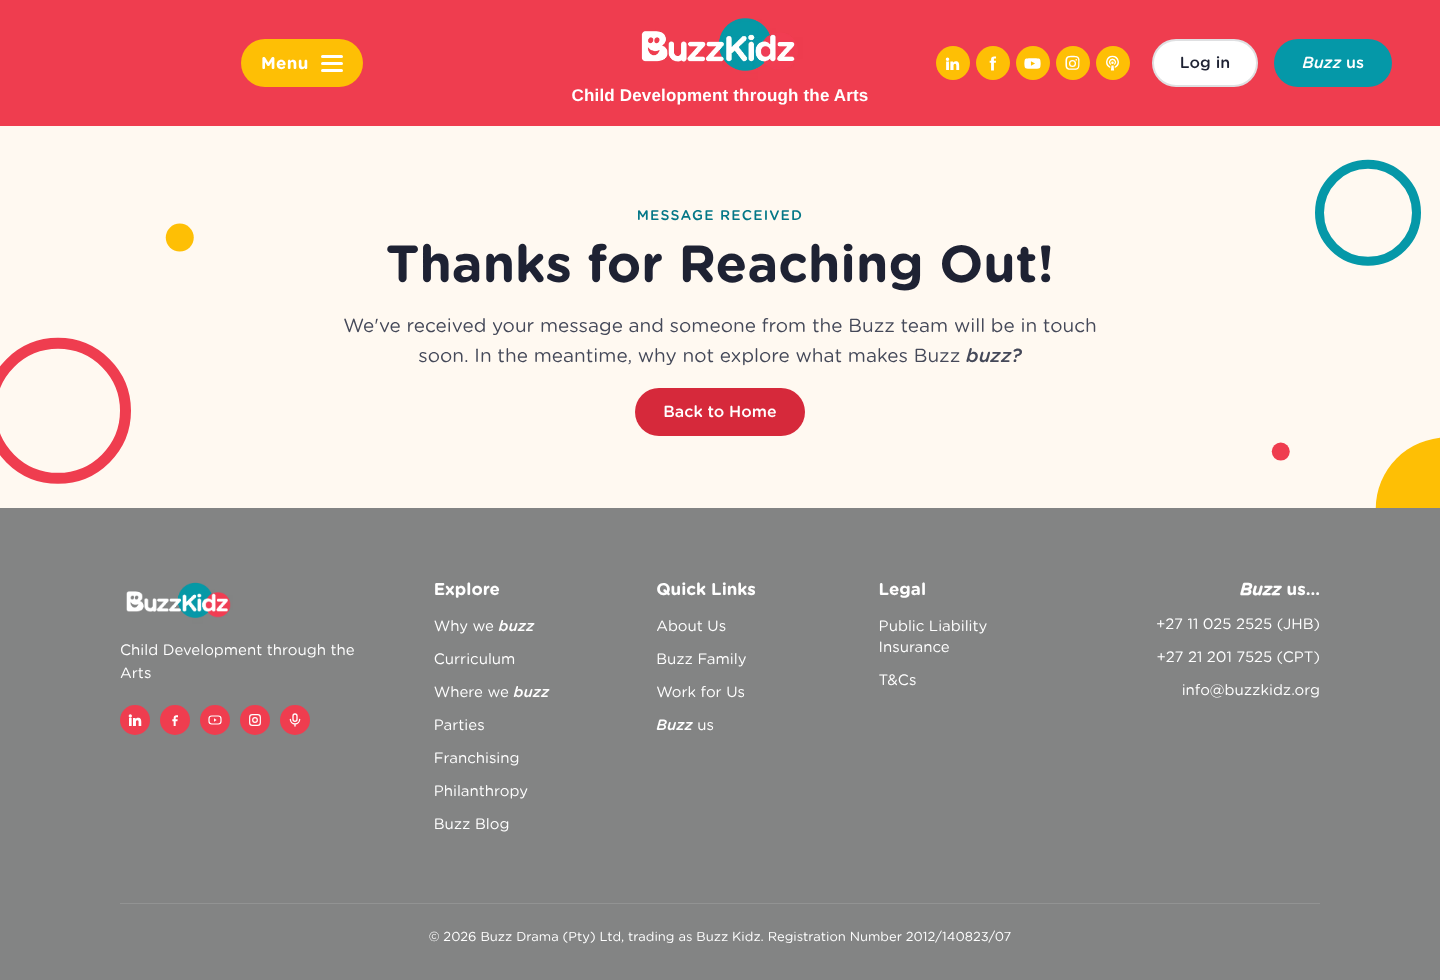 Menu
BuzzKidz
Child Development through the Arts
Log in
Buzz us
MESSAGE RECEIVED
Thanks for Reaching Out!
We've received your message and someone from the Buzz team will be in touch
soon. In the meantime, why not explore what makes Buzz buzz?
Back to Home
BuzzKidz
Child Development through the
Arts
Explore
Why we buzz
Curriculum
Where we buzz
Parties
Franchising
Philanthropy
Buzz Blog
Quick Links
About Us
Buzz Family
Work for Us
Buzz us
Legal
Public Liability
Insurance
T&Cs
Buzz us...
+27 11 025 2525 (JHB)
+27 21 201 7525 (CPT)
info@buzzkidz.org
© 2026 Buzz Drama (Pty) Ltd, trading as Buzz Kidz. Registration Number 2012/140823/07